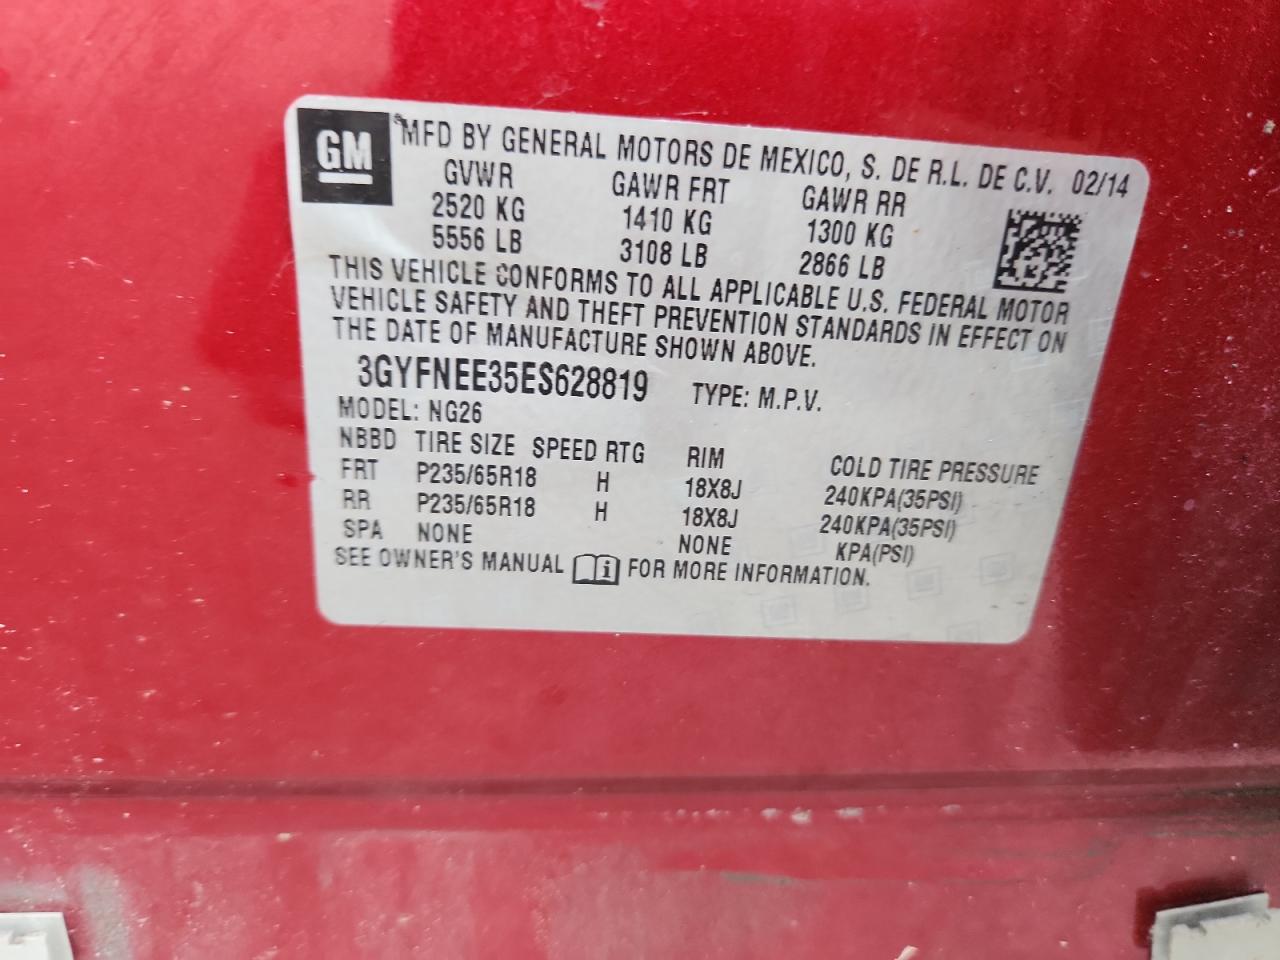 GM
MFD BY GENERAL MOTORS DE MEXICO, S. DE R.L. DE C.V. 02/14
GVWR GAWR FRT GAWR RR
2520 KG 1410 KG 1300 KG
5556 LB 3108 LB 2866 LB
THIS VEHICLE CONFORMS TO ALL APPLICABLE U.S. FEDERAL MOTOR
VEHICLE SAFETY AND THEFT PREVENTION STANDARDS IN EFFECT ON
THE DATE OF MANUFACTURE SHOWN ABOVE.
3GYFNEE35ES628819 TYPE: M.P.V.
MODEL: NG26
NBBD TIRE SIZE SPEED RTG RIM COLD TIRE PRESSURE
FRT P235/65R18 H 18X8J 240KPA(35PSI)
RR P235/65R18 H 18X8J 240KPA(35PSI)
SPA NONE NONE KPA(PSI)
SEE OWNER'S MANUAL FOR MORE INFORMATION.